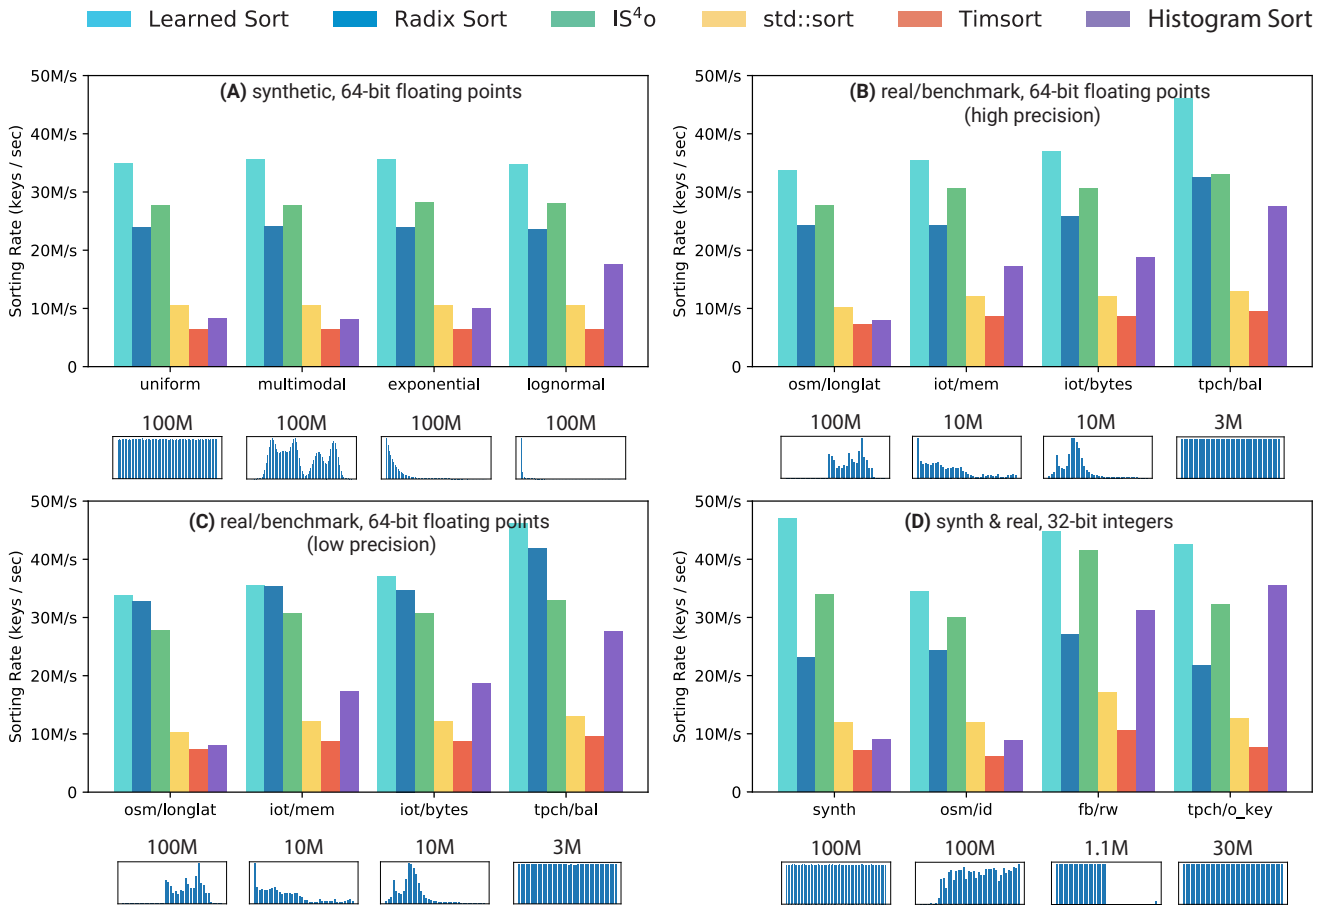 Learned Sort Radix Sort IS⁴o std::sort Timsort Histogram Sort
(A) synthetic, 64-bit floating points
Sorting Rate (keys / sec)
50M/s
40M/s
30M/s
20M/s
10M/s
0
uniform multimodal exponential lognormal
100M 100M 100M 100M
(B) real/benchmark, 64-bit floating points
(high precision)
Sorting Rate (keys / sec)
50M/s
40M/s
30M/s
20M/s
10M/s
0
osm/longlat iot/mem iot/bytes tpch/bal
100M 10M 10M 3M
(C) real/benchmark, 64-bit floating points
(low precision)
Sorting Rate (keys / sec)
50M/s
40M/s
30M/s
20M/s
10M/s
0
osm/longlat iot/mem iot/bytes tpch/bal
100M 10M 10M 3M
(D) synth & real, 32-bit integers
Sorting Rate (keys / sec)
50M/s
40M/s
30M/s
20M/s
10M/s
0
synth osm/id fb/rw tpch/o_key
100M 100M 1.1M 30M